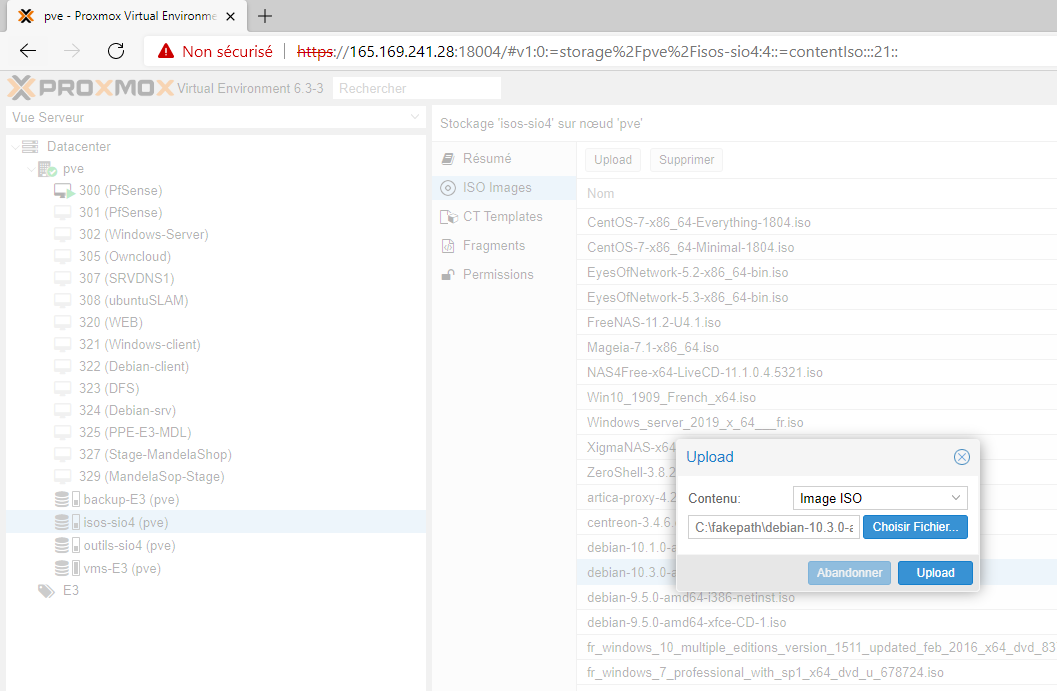 pve - Proxmox Virtual Environme
Non sécurisé https://165.169.241.28:18004/#v1:0:=storage%2Fpve%2Fisos-sio4:4::=contentIso:::21::
PROXMOX Virtual Environment 6.3-3 Rechercher
Vue Serveur
Datacenter
pve
300 (PfSense)
301 (PfSense)
302 (Windows-Server)
305 (Owncloud)
307 (SRVDNS1)
308 (ubuntuSLAM)
320 (WEB)
321 (Windows-client)
322 (Debian-client)
323 (DFS)
324 (Debian-srv)
325 (PPE-E3-MDL)
327 (Stage-MandelaShop)
329 (MandelaSop-Stage)
backup-E3 (pve)
isos-sio4 (pve)
outils-sio4 (pve)
vms-E3 (pve)
E3
Stockage 'isos-sio4' sur nœud 'pve'
Résumé
ISO Images
CT Templates
Fragments
Permissions
Upload Supprimer
Nom
CentOS-7-x86_64-Everything-1804.iso
CentOS-7-x86_64-Minimal-1804.iso
EyesOfNetwork-5.2-x86_64-bin.iso
EyesOfNetwork-5.3-x86_64-bin.iso
FreeNAS-11.2-U4.1.iso
Mageia-7.1-x86_64.iso
NAS4Free-x64-LiveCD-11.1.0.4.5321.iso
Win10_1909_French_x64.iso
Windows_server_2019_x_64___fr.iso
XigmaNAS-x64
ZeroShell-3.8.2
artica-proxy-4.2
centreon-3.4.6.
debian-10.1.0-a
debian-10.3.0-a
debian-9.5.0-amd64-i386-netinst.iso
debian-9.5.0-amd64-xfce-CD-1.iso
fr_windows_10_multiple_editions_version_1511_updated_feb_2016_x64_dvd_83
fr_windows_7_professional_with_sp1_x64_dvd_u_678724.iso
Upload
Contenu: Image ISO
C:\fakepath\debian-10.3.0-a Choisir Fichier...
Abandonner Upload